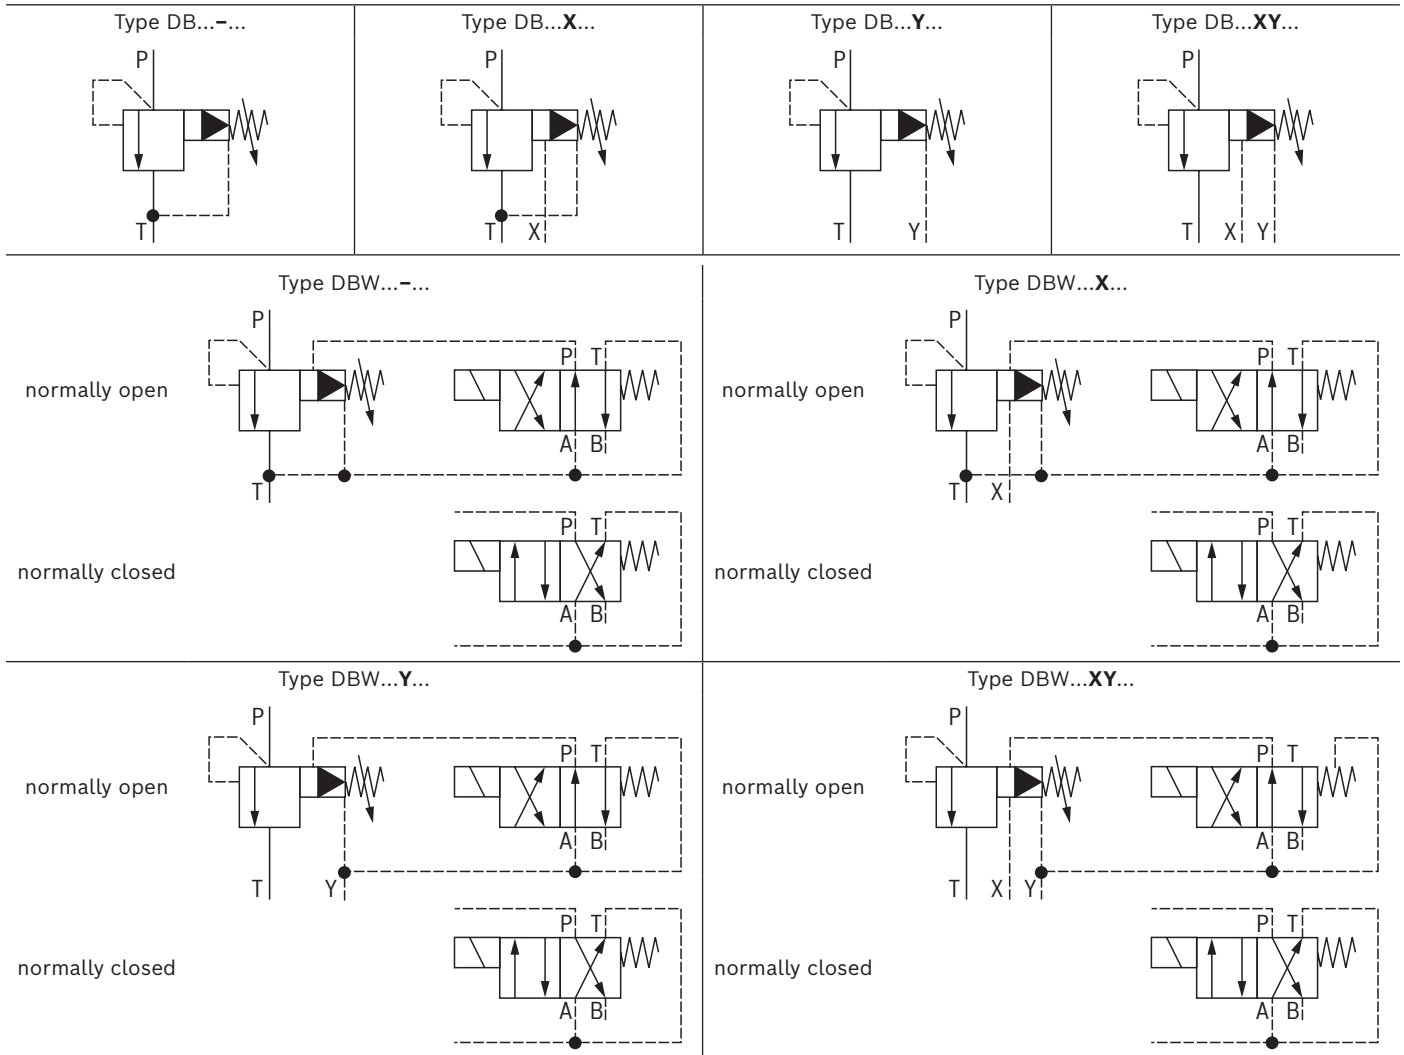 Type DB...–... Type DB...X... Type DB...Y... Type DB...XY...
P P P P
T T X T Y T X Y
Type DBW...–... Type DBW...X...
P P
P T P T
normally open normally open
A B A B
T T X
P T P T
normally closed normally closed
A B A B
Type DBW...Y... Type DBW...XY...
P P
P T P T
normally open normally open
A B A B
T Y T X Y
P T P T
normally closed normally closed
A B A B